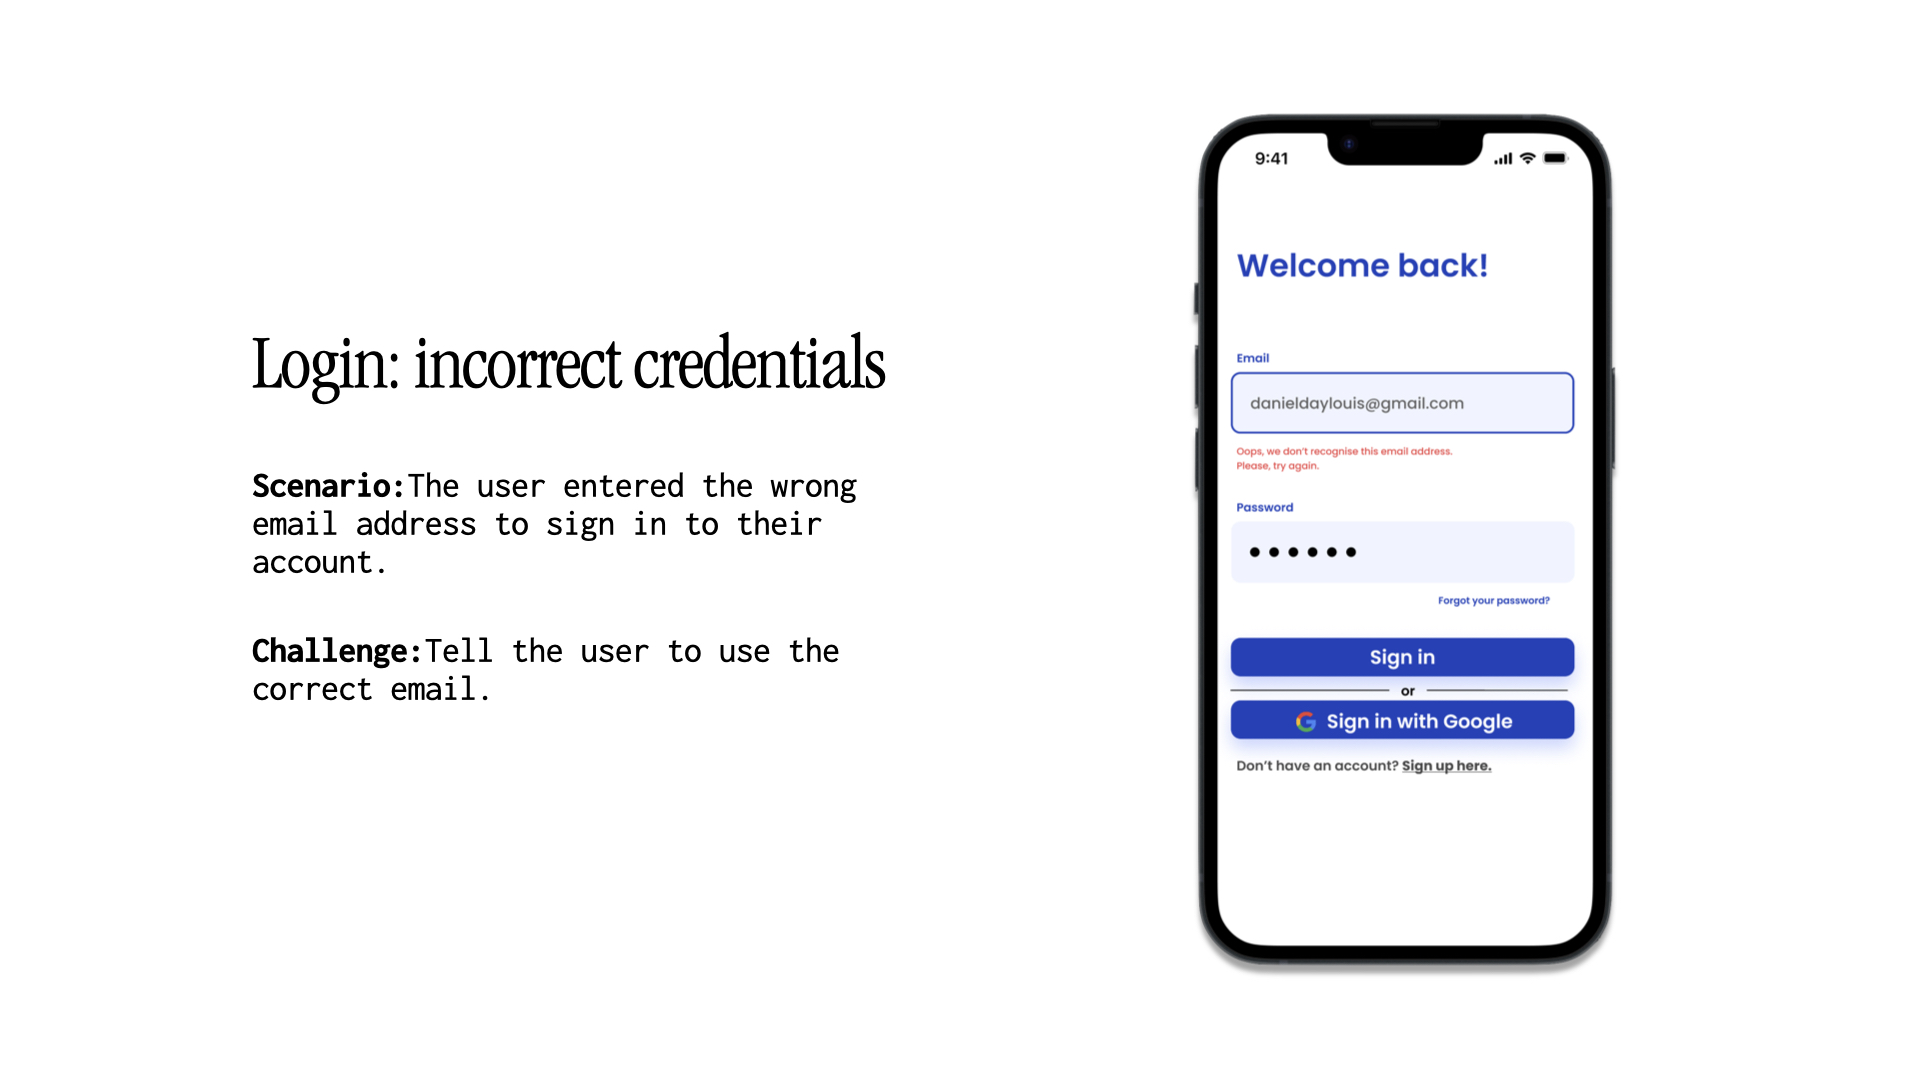 Login: incorrect credentials
Scenario:The user entered the wrong
email address to sign in to their
account.
Challenge:Tell the user to use the
correct email.
9:41
Welcome back!
Email
danieldaylouis@gmail.com
Oops, we don't recognise this email address.
Please, try again.
Password
Forgot your password?
Sign in
or
Sign in with Google
Don't have an account? Sign up here.